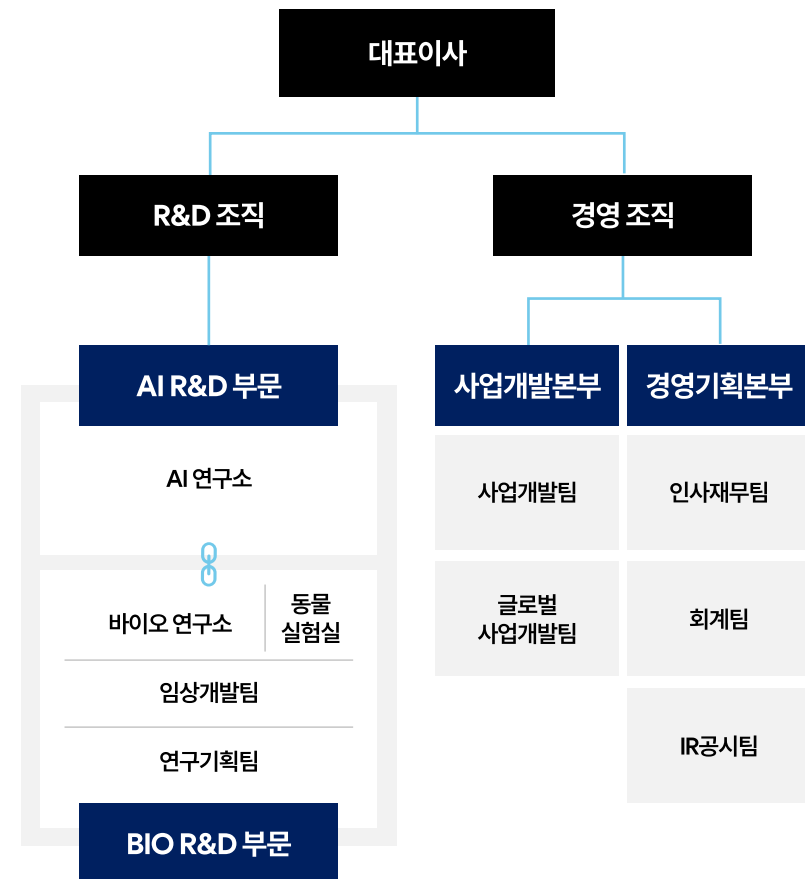 대표이사
R&D 조직
경영 조직
AI R&D 부문
사업개발본부
경영기획본부
AI 연구소
사업개발팀
인사재무팀
바이오 연구소
동물
실험실
글로벌
사업개발팀
회계팀
임상개발팀
연구기획팀
IR공시팀
BIO R&D 부문